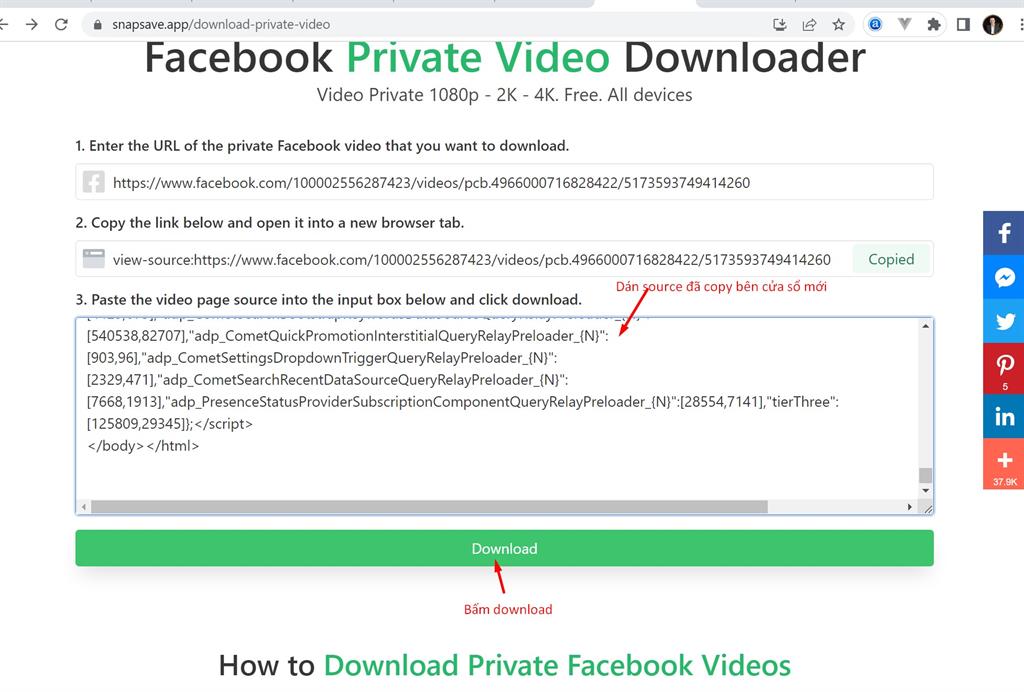 snapsave.app/download-private-video
Facebook Private Video Downloader
Video Private 1080p - 2K - 4K. Free. All devices
1. Enter the URL of the private Facebook video that you want to download.
https://www.facebook.com/100002556287423/videos/pcb.4966000716828422/5173593749414260
2. Copy the link below and open it into a new browser tab.
view-source:https://www.facebook.com/100002556287423/videos/pcb.4966000716828422/5173593749414260
Copied
Dán source đã copy bên cửa sổ mới
3. Paste the video page source into the input box below and click download.
[540538,82707],"adp_CometQuickPromotionInterstitialQueryRelayPreloader_{N}":
[903,96],"adp_CometSettingsDropdownTriggerQueryRelayPreloader_{N}":
[2329,471],"adp_CometSearchRecentDataSourceQueryRelayPreloader_{N}":
[7668,1913],"adp_PresenceStatusProviderSubscriptionComponentQueryRelayPreloader_{N}":[28554,7141],"tierThree":
[125809,29345]};</script>
</body></html>
5
37.9K
Download
Bấm download
How to Download Private Facebook Videos